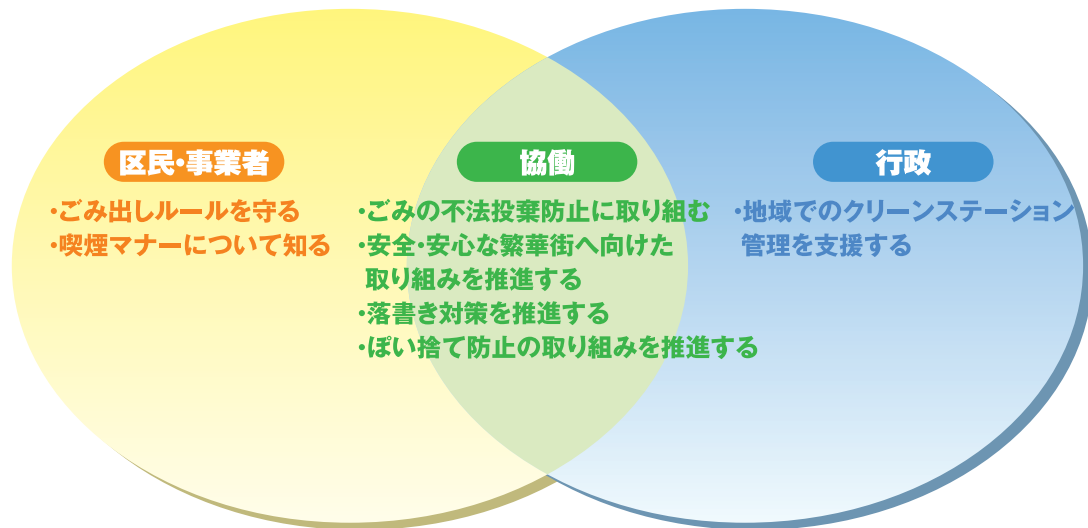 区民・事業者
・ごみ出しルールを守る
・喫煙マナーについて知る
協働
・ごみの不法投棄防止に取り組む
・安全・安心な繁華街へ向けた
取り組みを推進する
・落書き対策を推進する
・ぽい捨て防止の取り組みを推進する
行政
・地域でのクリーンステーション
管理を支援する